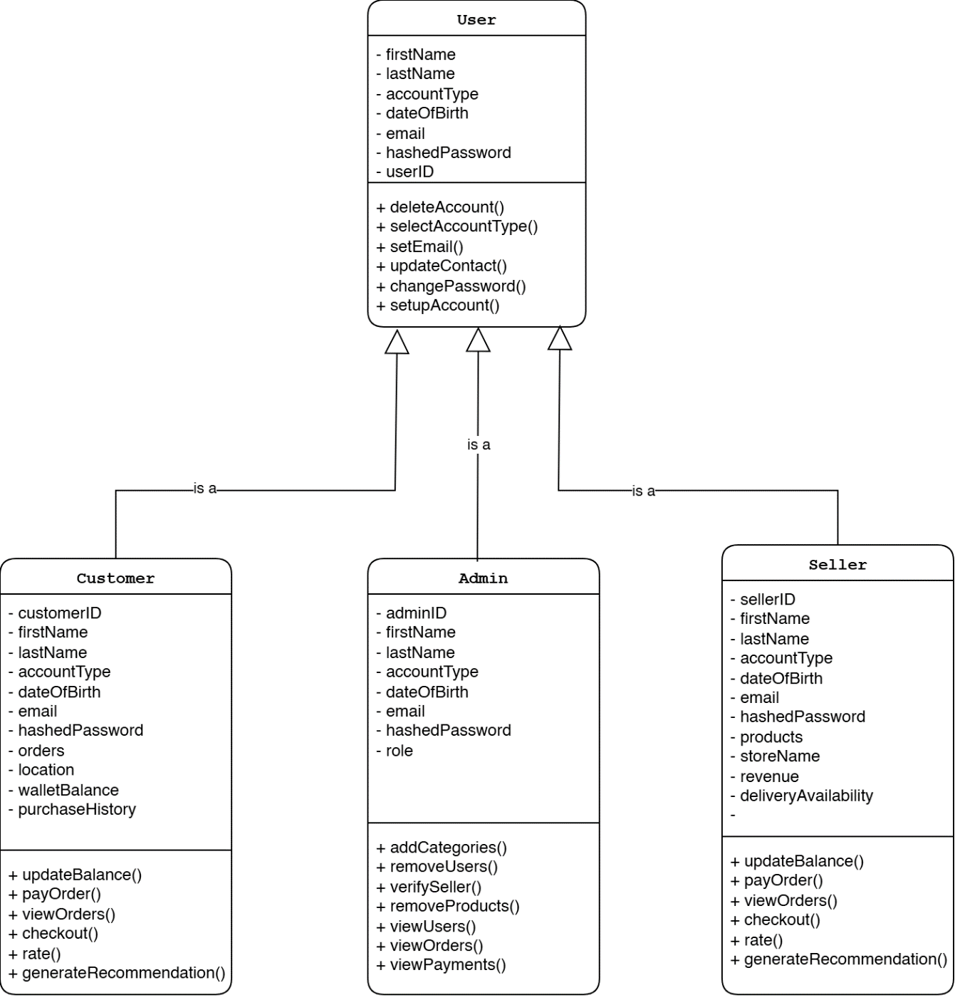 User
- firstName
- lastName
- accountType
- dateOfBirth
- email
- hashedPassword
- userID
+ deleteAccount()
+ selectAccountType()
+ setEmail()
+ updateContact()
+ changePassword()
+ setupAccount()
is a
is a
is a
Customer
- customerID
- firstName
- lastName
- accountType
- dateOfBirth
- email
- hashedPassword
- orders
- location
- walletBalance
- purchaseHistory
+ updateBalance()
+ payOrder()
+ viewOrders()
+ checkout()
+ rate()
+ generateRecommendation()
Admin
- adminID
- firstName
- lastName
- accountType
- dateOfBirth
- email
- hashedPassword
- role
+ addCategories()
+ removeUsers()
+ verifySeller()
+ removeProducts()
+ viewUsers()
+ viewOrders()
+ viewPayments()
Seller
- sellerID
- firstName
- lastName
- accountType
- dateOfBirth
- email
- hashedPassword
- products
- storeName
- revenue
- deliveryAvailability
-
+ updateBalance()
+ payOrder()
+ viewOrders()
+ checkout()
+ rate()
+ generateRecommendation()